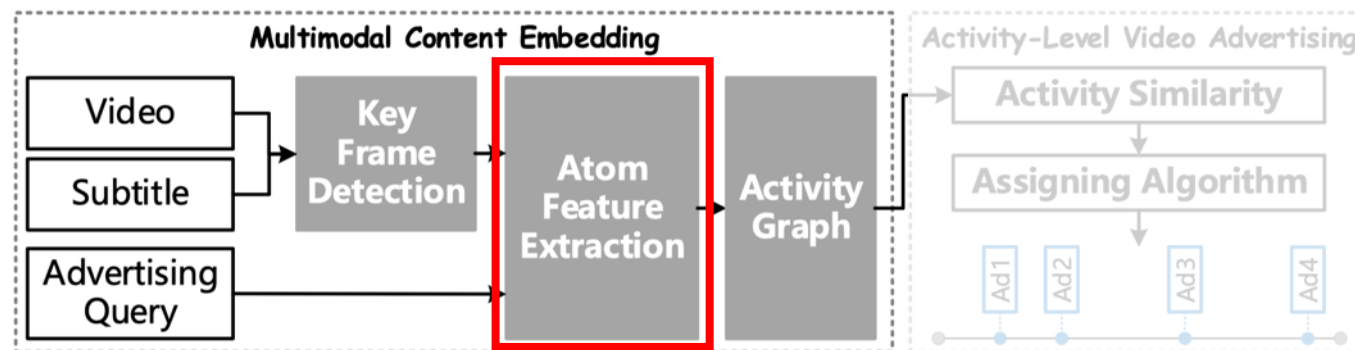 Multimodal Content Embedding
Video
Subtitle
Advertising
Query
Key
Frame
Detection
Atom
Feature
Extraction
Activity
Graph
Activity-Level Video Advertising
Activity Similarity
Assigning Algorithm
Ad1
Ad2
Ad3
Ad4